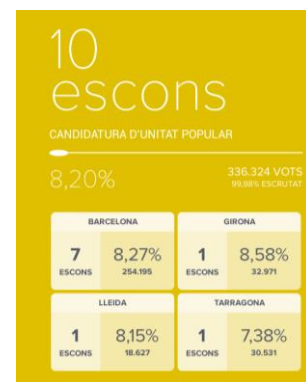 10
escons
CANDIDATURA D'UNITAT POPULAR
8,20%
336.324 VOTS
99,98% ESCRUTAT
BARCELONA
7 8,27%
ESCONS 254.195
GIRONA
1 8,58%
ESCONS 32.971
LLEIDA
1 8,15%
ESCONS 18.627
TARRAGONA
1 7,38%
ESCONS 30.531